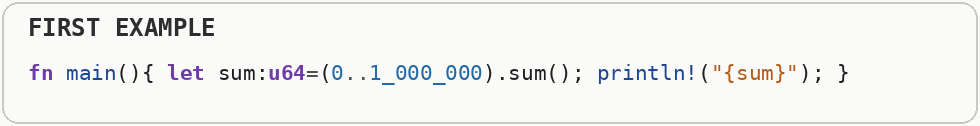 FIRST EXAMPLE
fn main(){ let sum:u64=(0..1_000_000).sum(); println!("{sum}"); }